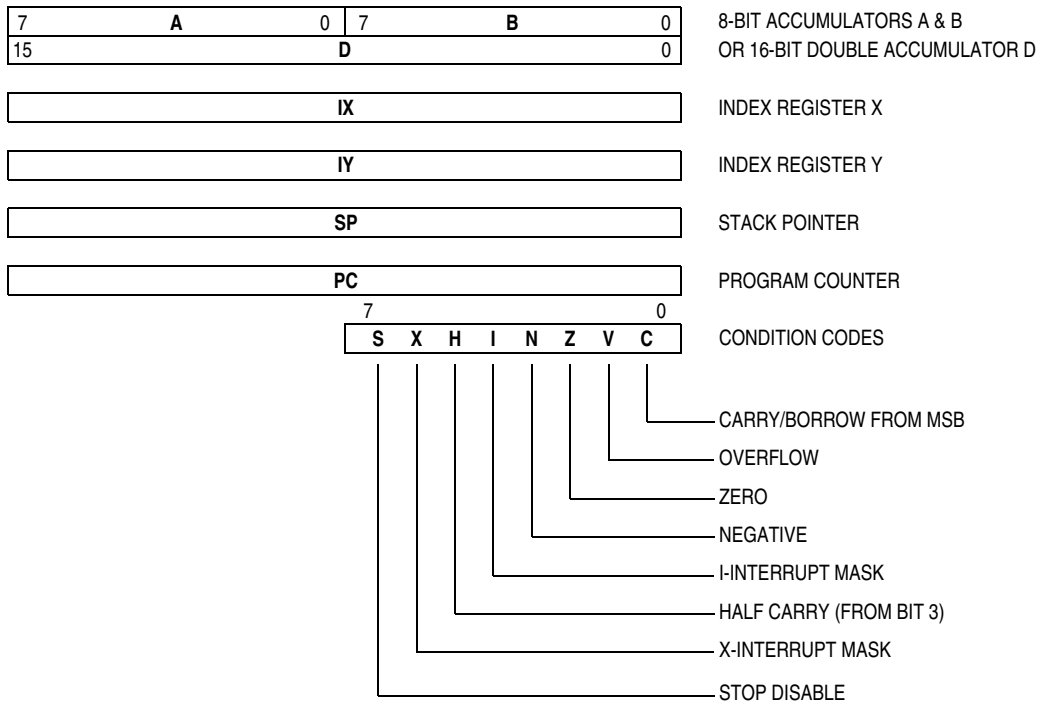 7 A 0 7 B 0 8-BIT ACCUMULATORS A & B
15 D 0 OR 16-BIT DOUBLE ACCUMULATOR D
IX INDEX REGISTER X
IY INDEX REGISTER Y
SP STACK POINTER
PC PROGRAM COUNTER
7 0
S X H I N Z V C CONDITION CODES
CARRY/BORROW FROM MSB
OVERFLOW
ZERO
NEGATIVE
I-INTERRUPT MASK
HALF CARRY (FROM BIT 3)
X-INTERRUPT MASK
STOP DISABLE